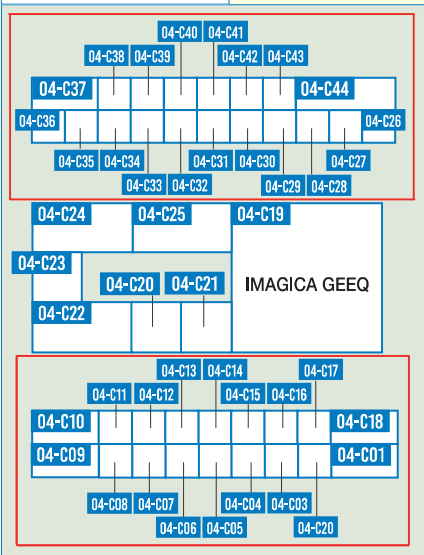 04-C40 04-C41
04-C38 04-C39 04-C42 04-C43
04-C37 04-C44
04-C36 04-C26
04-C35 04-C34 04-C31 04-C30 04-C27
04-C33 04-C32 04-C29 04-C28
04-C24 04-C25 04-C19
04-C23
04-C20 04-C21 IMAGICA GEEQ
04-C22
04-C13 04-C14 04-C17
04-C11 04-C12 04-C15 04-C16
04-C10 04-C18
04-C09 04-C01
04-C08 04-C07 04-C04 04-C03
04-C06 04-C05 04-C20